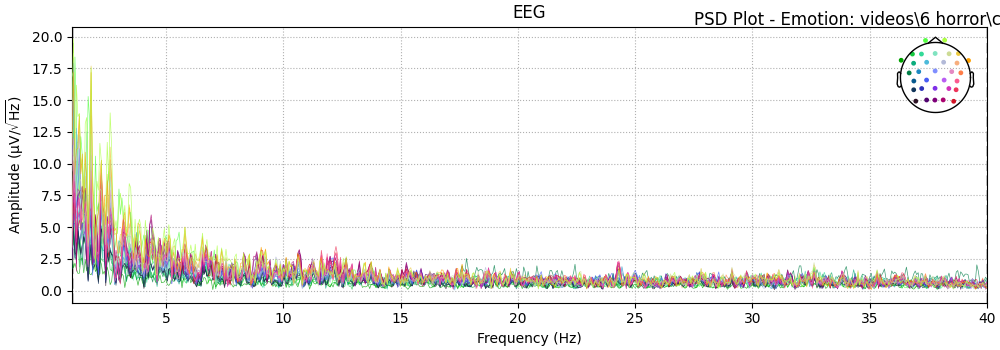 EEG
PSD Plot - Emotion: videos\6 horror\c
20.0
17.5
15.0
12.5
10.0
7.5
5.0
2.5
0.0
Amplitude (µV/√Hz)
5 10 15 20 25 30 35 40
Frequency (Hz)